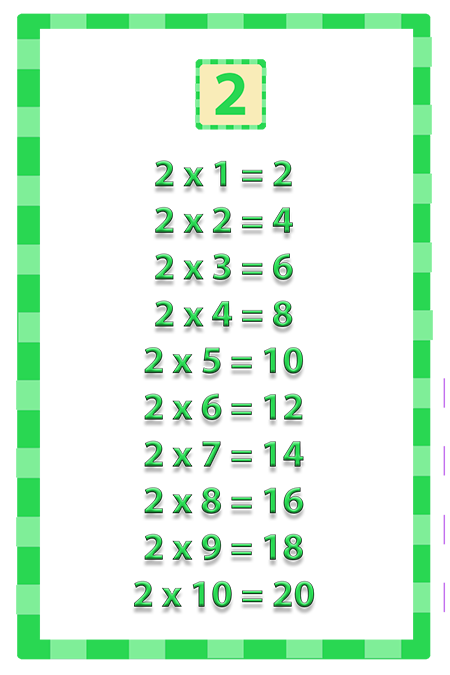 2
2 x 1 = 2
2 x 2 = 4
2 x 3 = 6
2 x 4 = 8
2 x 5 = 10
2 x 6 = 12
2 x 7 = 14
2 x 8 = 16
2 x 9 = 18
2 x 10 = 20